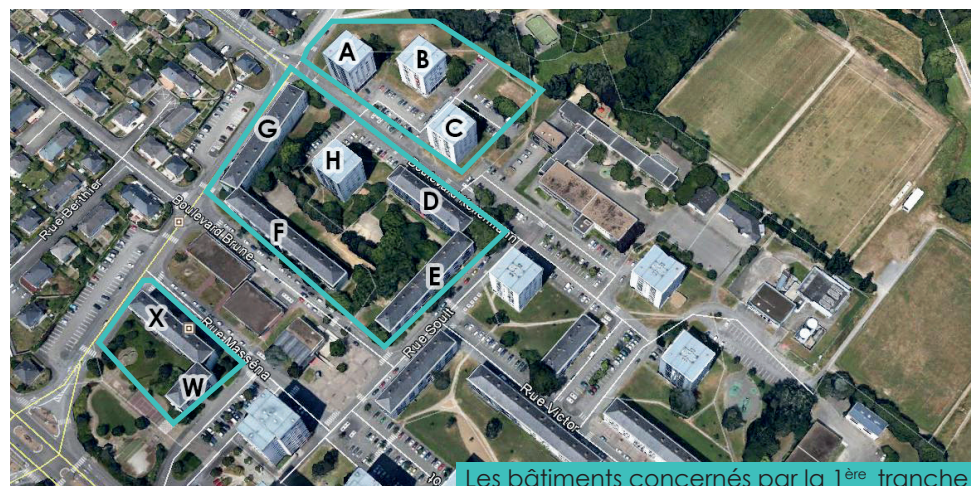 A
B
C
G
H
D
F
E
X
W
Rue Berthier
Boulevard Brune
Rue Masséna
Rue Soult
Rue Victor
Les bâtiments concernés par la 1ère tranche